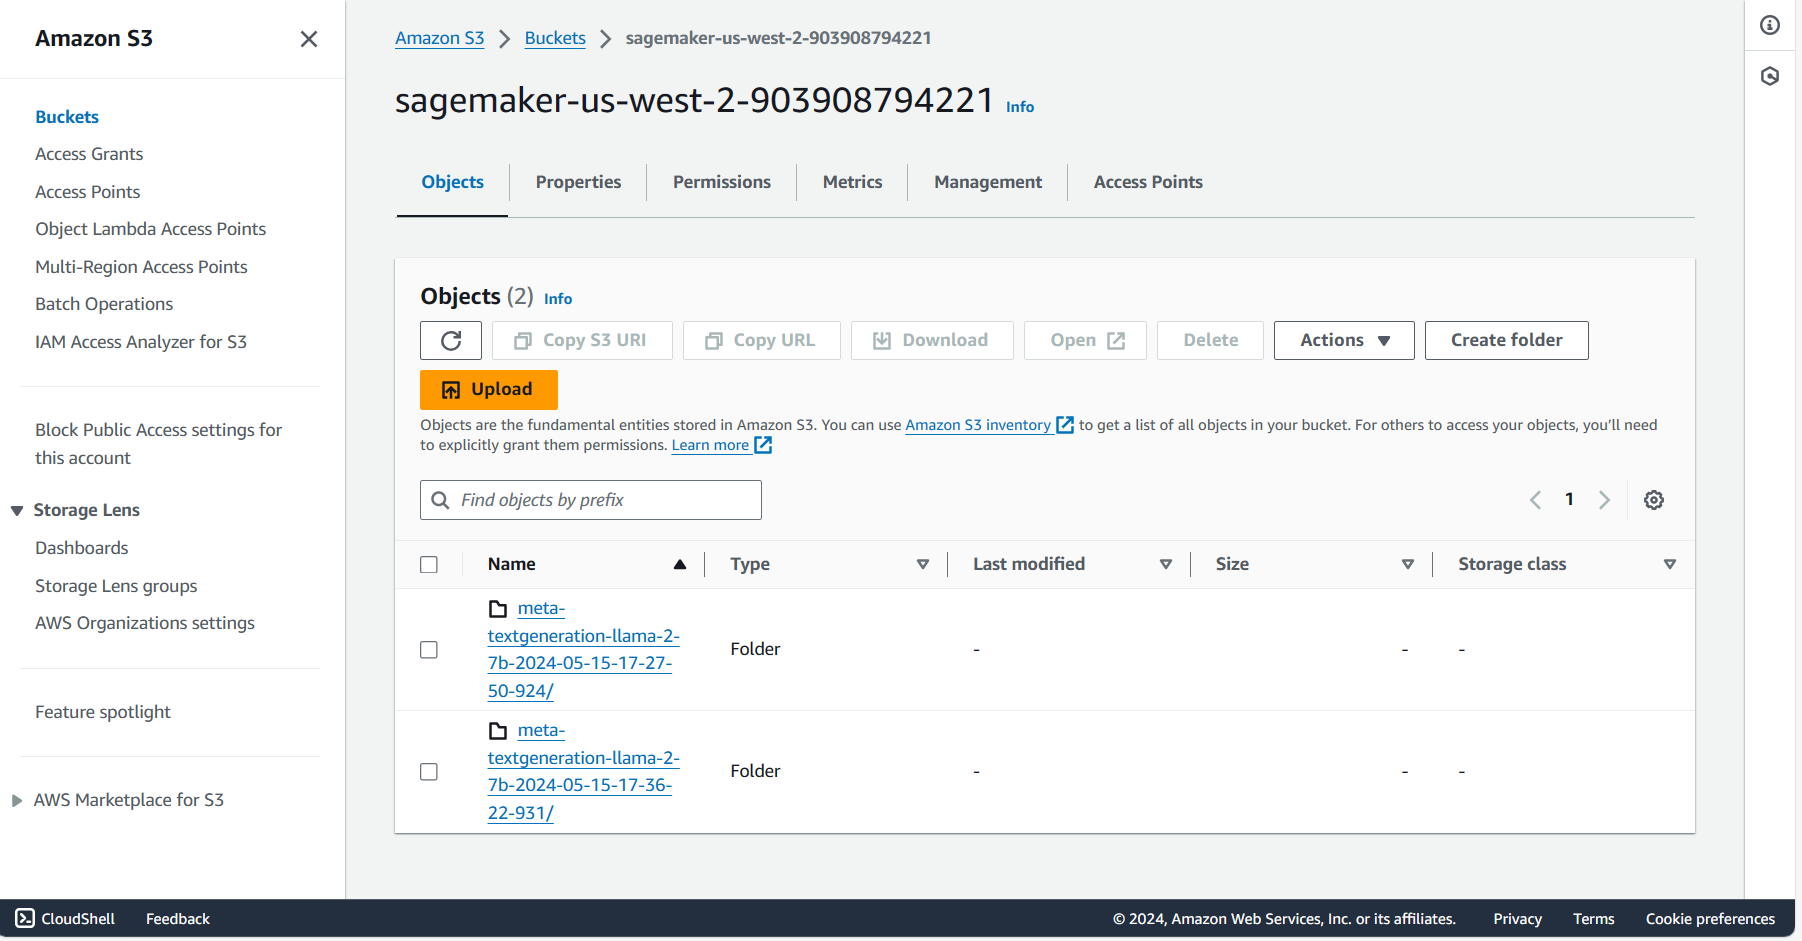 Amazon S3
Buckets
Access Grants
Access Points
Object Lambda Access Points
Multi-Region Access Points
Batch Operations
IAM Access Analyzer for S3
Block Public Access settings for
this account
Storage Lens
Dashboards
Storage Lens groups
AWS Organizations settings
Feature spotlight
AWS Marketplace for S3
Amazon S3 Buckets sagemaker-us-west-2-903908794221
sagemaker-us-west-2-903908794221 Info
Objects Properties Permissions Metrics Management Access Points
Objects (2) Info
Copy S3 URI Copy URL Download Open Delete Actions Create folder
Upload
Objects are the fundamental entities stored in Amazon S3. You can use Amazon S3 inventory to get a list of all objects in your bucket. For others to access your objects, you’ll need
to explicitly grant them permissions. Learn more
Find objects by prefix 1
Name Type Last modified Size Storage class
meta-
textgeneration-llama-2-
7b-2024-05-15-17-27-
50-924/
Folder - - -
meta-
textgeneration-llama-2-
7b-2024-05-15-17-36-
22-931/
Folder - - -
CloudShell Feedback © 2024, Amazon Web Services, Inc. or its affiliates. Privacy Terms Cookie preferences